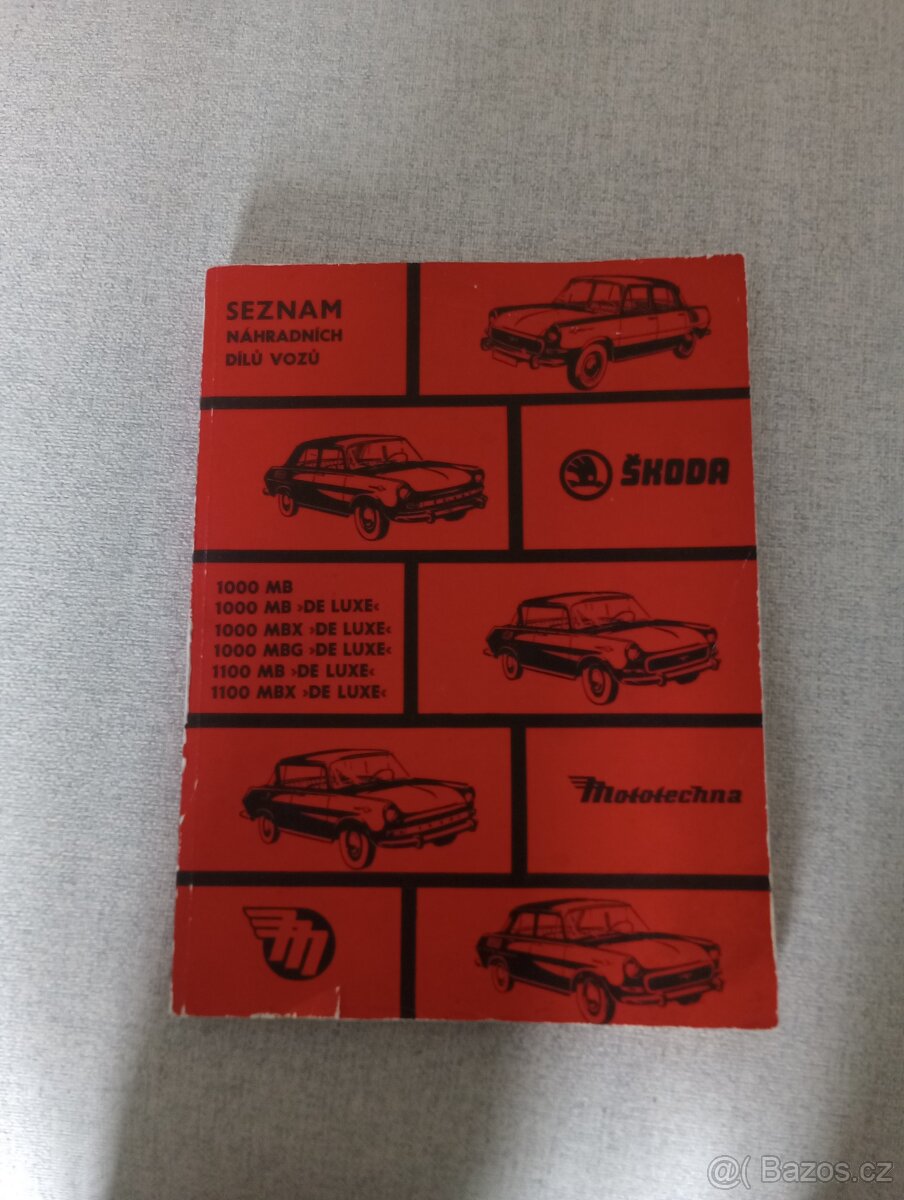 SEZNAM
NÁHRADNÍCH
DÍLŮ VOZŮ
ŠKODA
1000 MB
1000 MB ›DE LUXE‹
1000 MBX ›DE LUXE‹
1000 MBG ›DE LUXE‹
1100 MB ›DE LUXE‹
1100 MBX ›DE LUXE‹
Mototechna
M
@( Bazos.cz